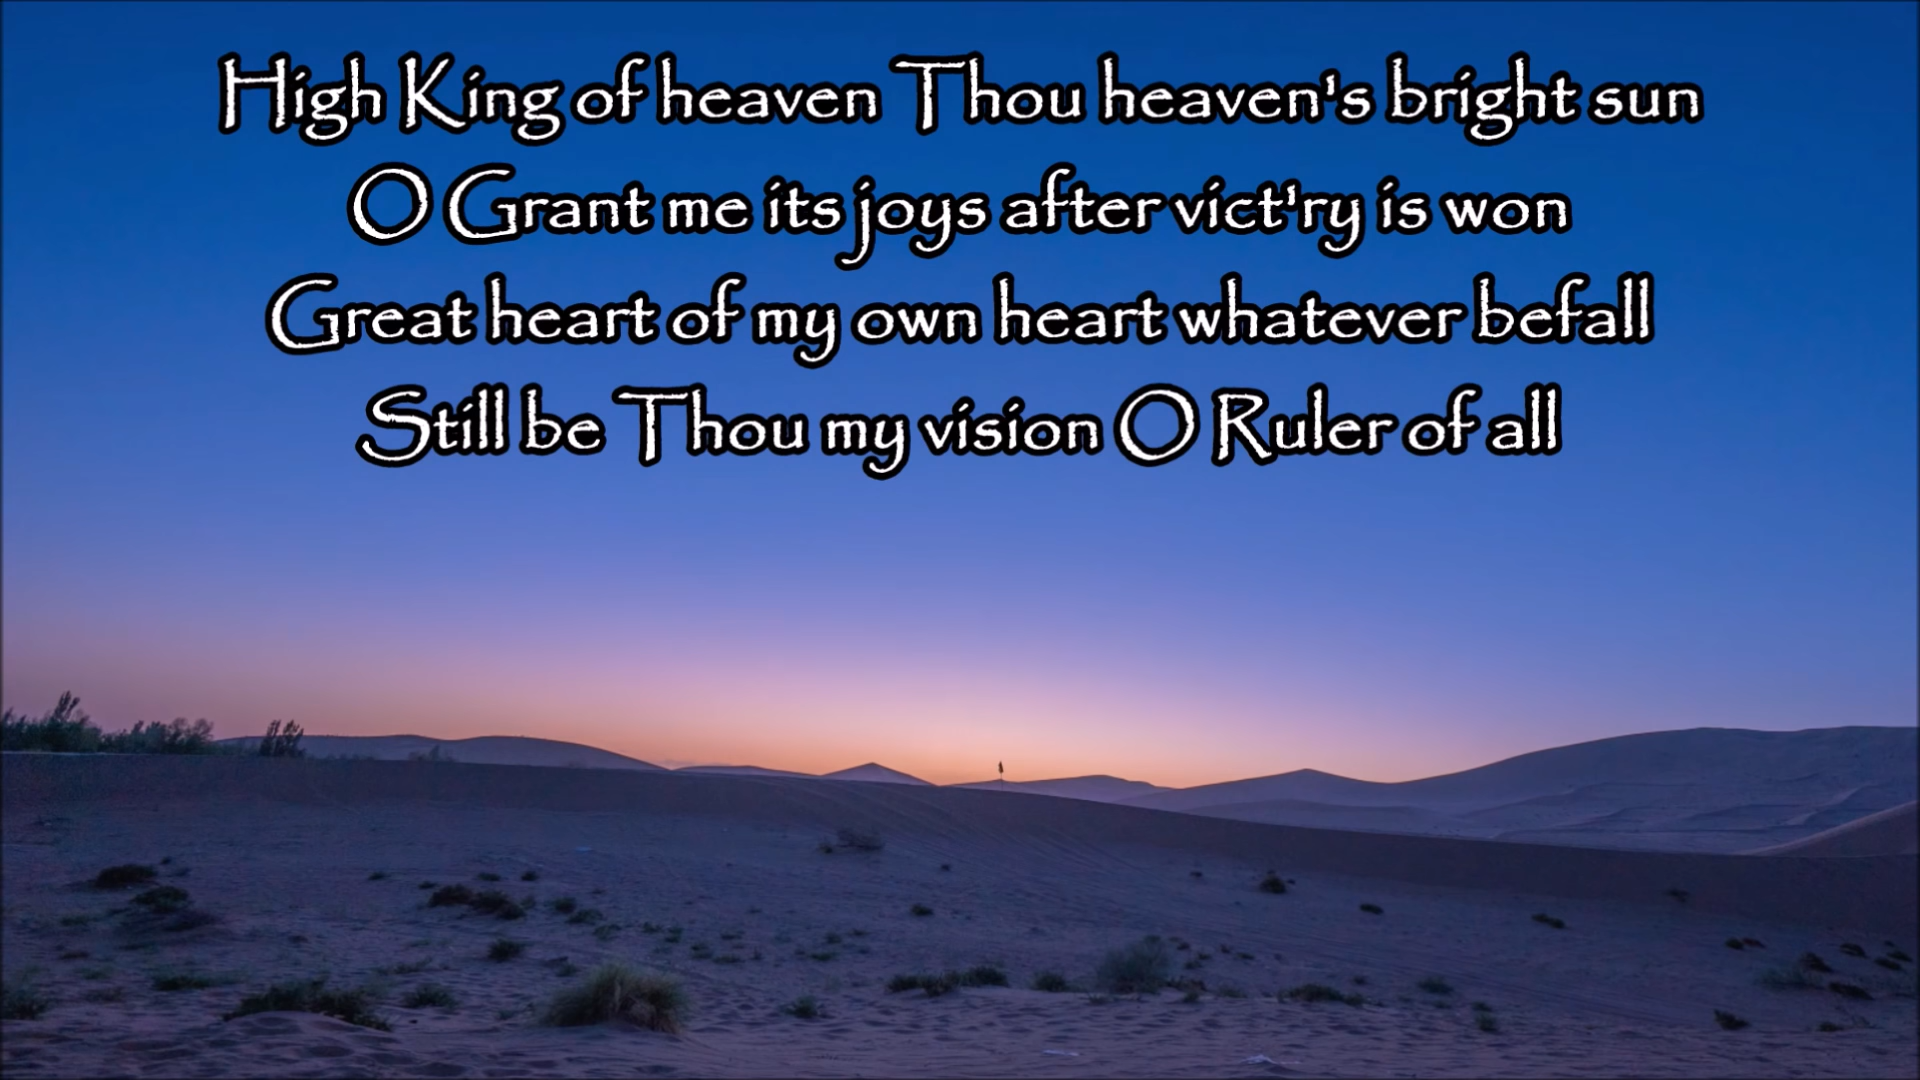 High King of heaven Thou heaven's bright sun
O Grant me its joys after vict'ry is won
Great heart of my own heart whatever befall
Still be Thou my vision O Ruler of all